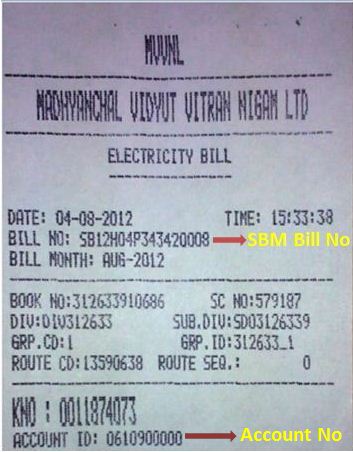 MVVNL
MADHYANCHAL VIDYUT VITRAN NIGAM LTD
ELECTRICITY BILL
DATE: 04-08-2012 TIME: 15:33:38
BILL NO: SB12H04P343420008 SBM Bill No
BILL MONTH: AUG-2012
BOOK NO:312633910686 SC NO:579187
DIV:DIV312633 SUB.DIV:SD03126339
GRP.CD:1 GRP.ID:312633_1
ROUTE CD:13590638 ROUTE SEQ.: 0
KNO : 0011874073
ACCOUNT ID: 0610900000 Account No